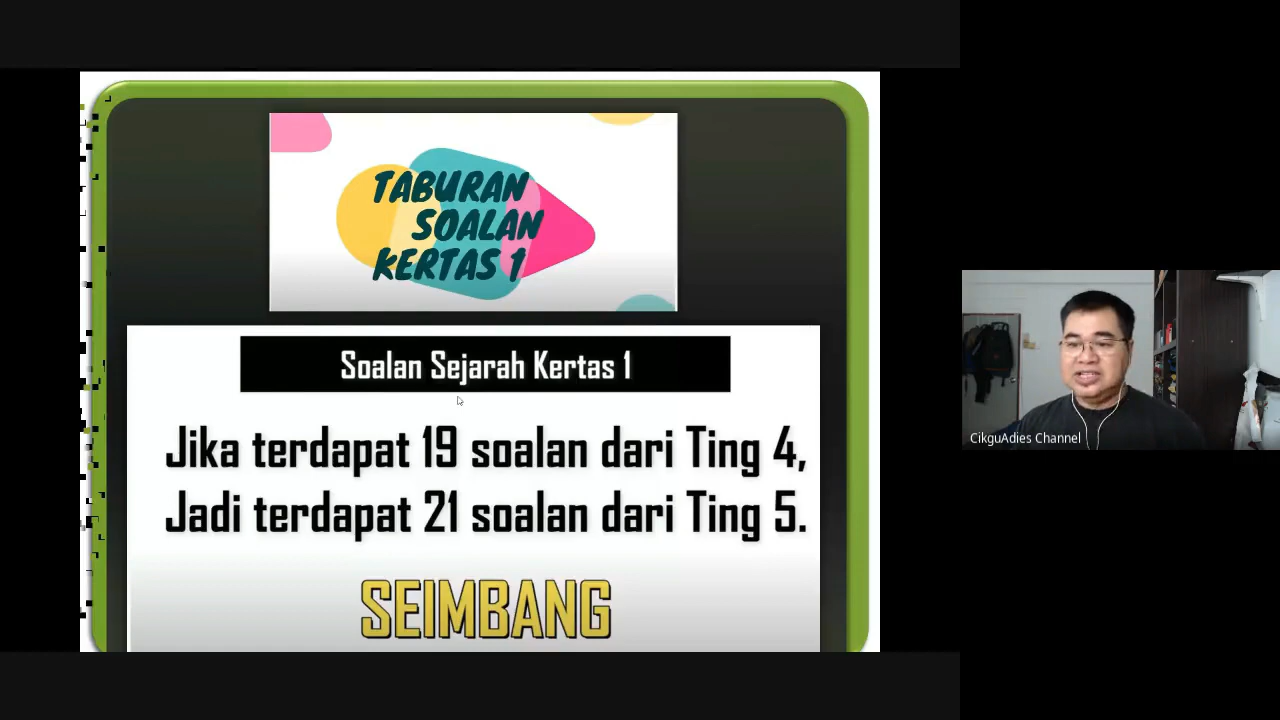 TABURAN
SOALAN
KERTAS 1
Soalan Sejarah Kertas 1
Jika terdapat 19 soalan dari Ting 4,
Jadi terdapat 21 soalan dari Ting 5.
SEIMBANG
CikguAdies Channel